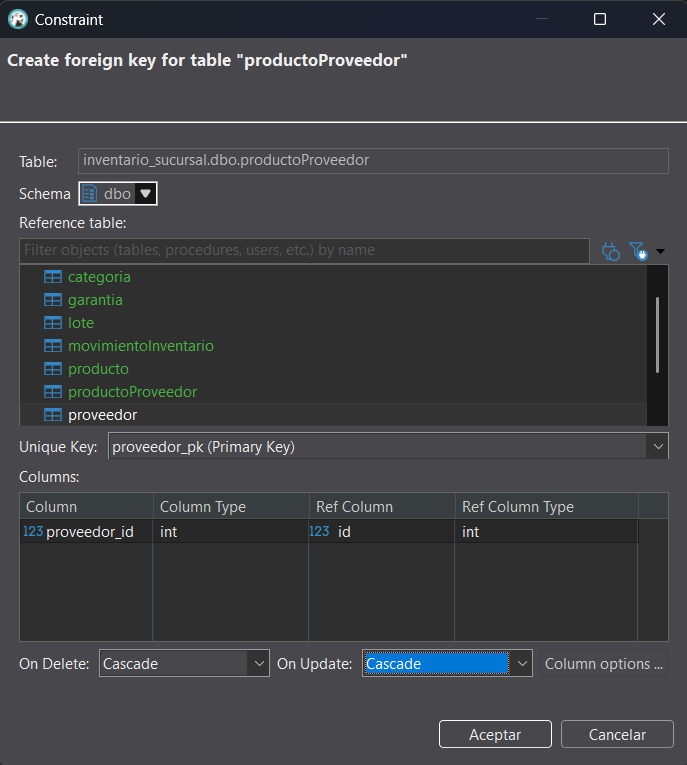 Constraint
Create foreign key for table "productoProveedor"
Table: inventario_sucursal.dbo.productoProveedor
Schema dbo
Reference table:
Filter objects (tables, procedures, users, etc.) by name
categoria
garantia
lote
movimientoInventario
producto
productoProveedor
proveedor
Unique Key: proveedor_pk (Primary Key)
Columns:
Column Column Type Ref Column Ref Column Type
123 proveedor_id int 123 id int
On Delete: Cascade On Update: Cascade Column options ...
Aceptar Cancelar